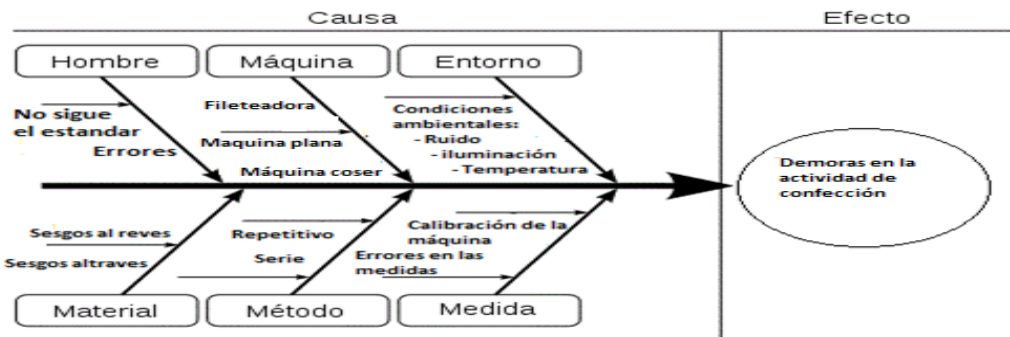 Causa
Efecto
Hombre
Máquina
Entorno
No sigue
el estandar
Errores
Fileteadora
Maquina plana
Máquina coser
Condiciones
ambientales:
- Ruido
- iluminación
- Temperatura
Demoras en la
actividad de
confección
Sesgos al reves
Sesgos altraves
Repetitivo
Serie
Calibración de la
máquina
Errores en las
medidas
Material
Método
Medida